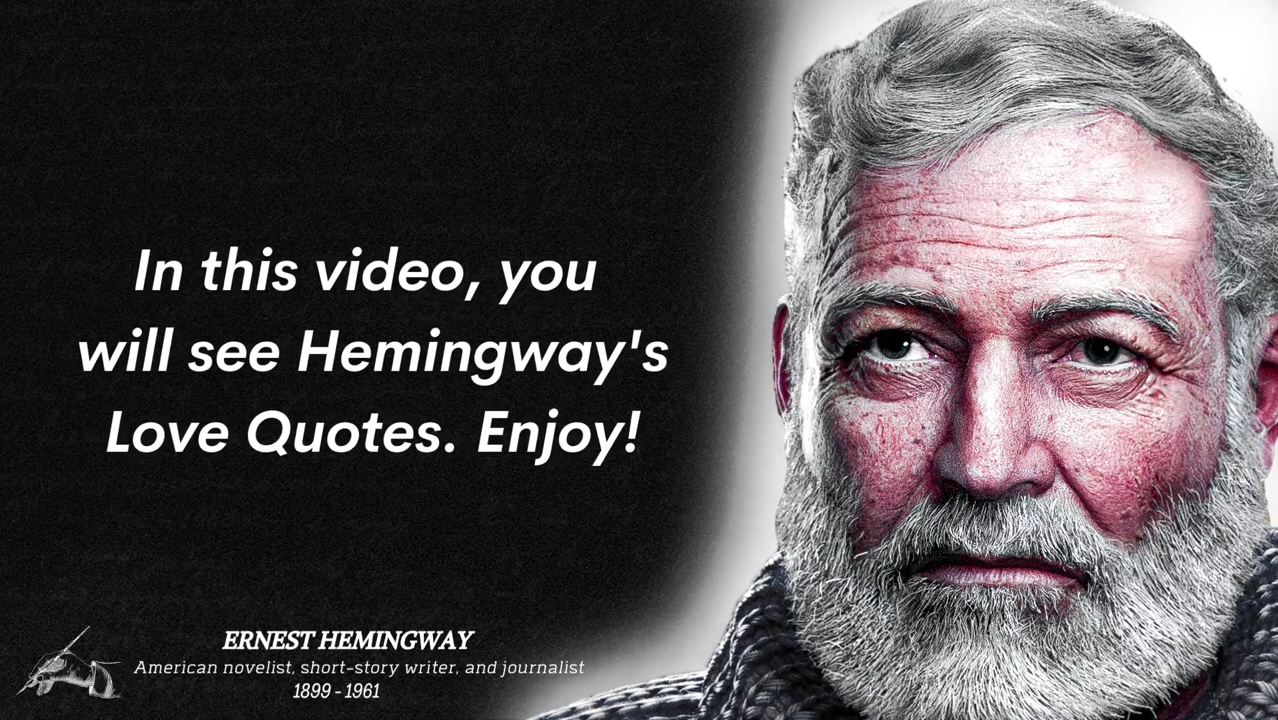 In this video, you
will see Hemingway's
Love Quotes. Enjoy!
ERNEST HEMINGWAY
American novelist, short-story writer, and journalist
1899 - 1961